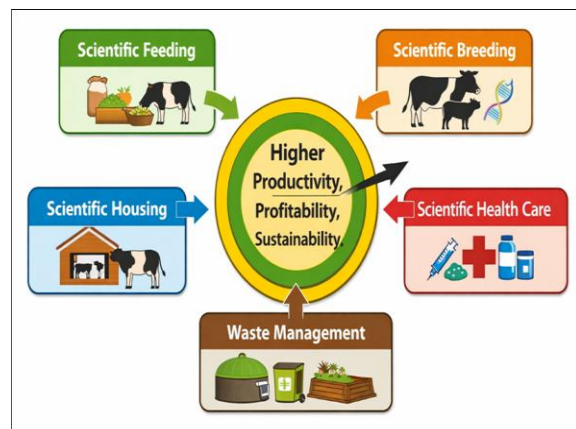 Scientific Feeding
Scientific Breeding
Higher
Productivity,
Profitability,
Sustainability.
Scientific Housing
Scientific Health Care
Waste Management